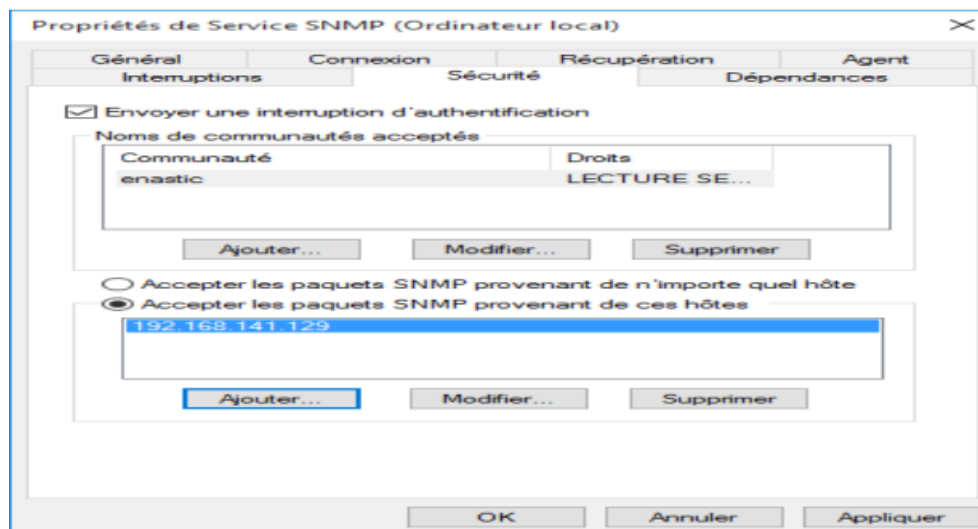 Propriétés de Service SNMP (Ordinateur local)
Général Connexion Récupération Agent
Interruptions Sécurité Dépendances
Envoyer une interruption d'authentification
Noms de communautés acceptés
Communauté Droits
enastic LECTURE SE...
Ajouter... Modifier... Supprimer
Accepter les paquets SNMP provenant de n'importe quel hôte
Accepter les paquets SNMP provenant de ces hôtes
192.168.141.129
Ajouter... Modifier... Supprimer
OK Annuler Appliquer